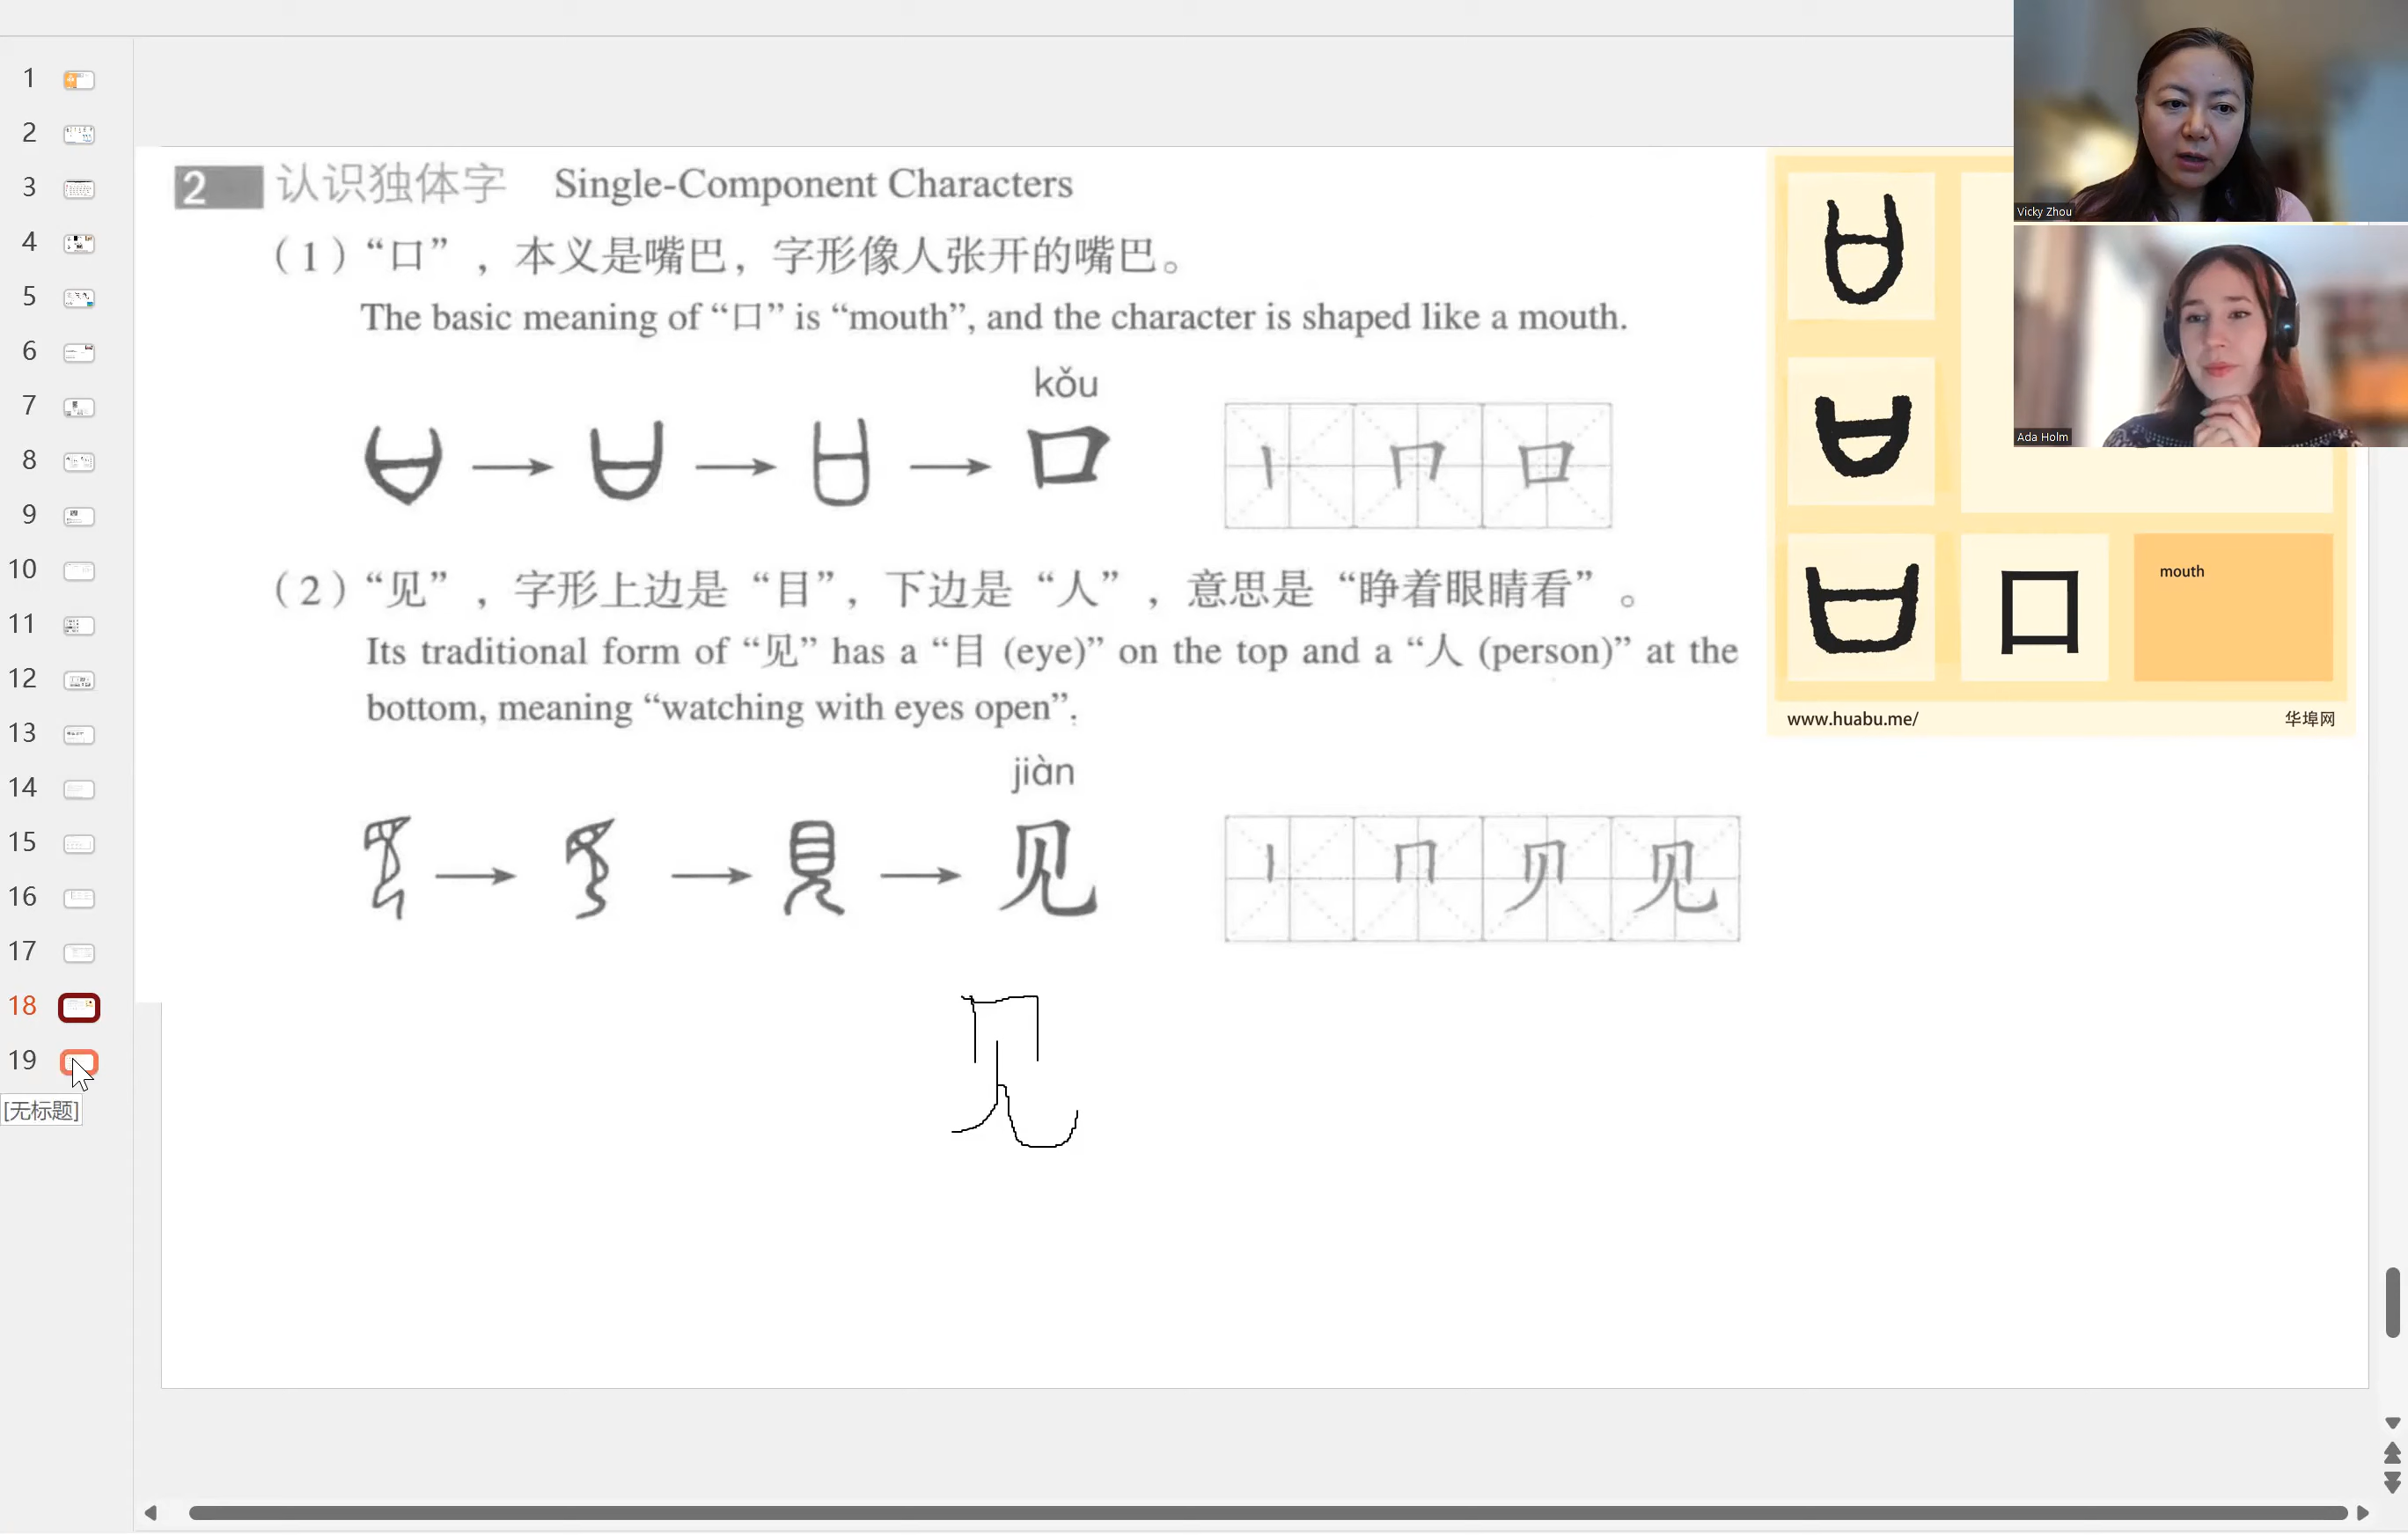 1
2
3
4
5
6
7
8
9
10
11
12
13
14
15
16
17
18
19
[无标题]
2 认识独体字 Single-Component Characters
（1）“口”，本义是嘴巴，字形像人张开的嘴巴。
The basic meaning of “口” is “mouth”, and the character is shaped like a mouth.
kǒu
口
（2）“见”，字形上边是“目”，下边是“人”，意思是“睁着眼睛看”。
Its traditional form of “见” has a “目 (eye)” on the top and a “人 (person)” at the
bottom, meaning “watching with eyes open”.
jiàn
見 见
见
口 mouth
www.huabu.me/ 华埠网
Vicky Zhou
Ada Holm